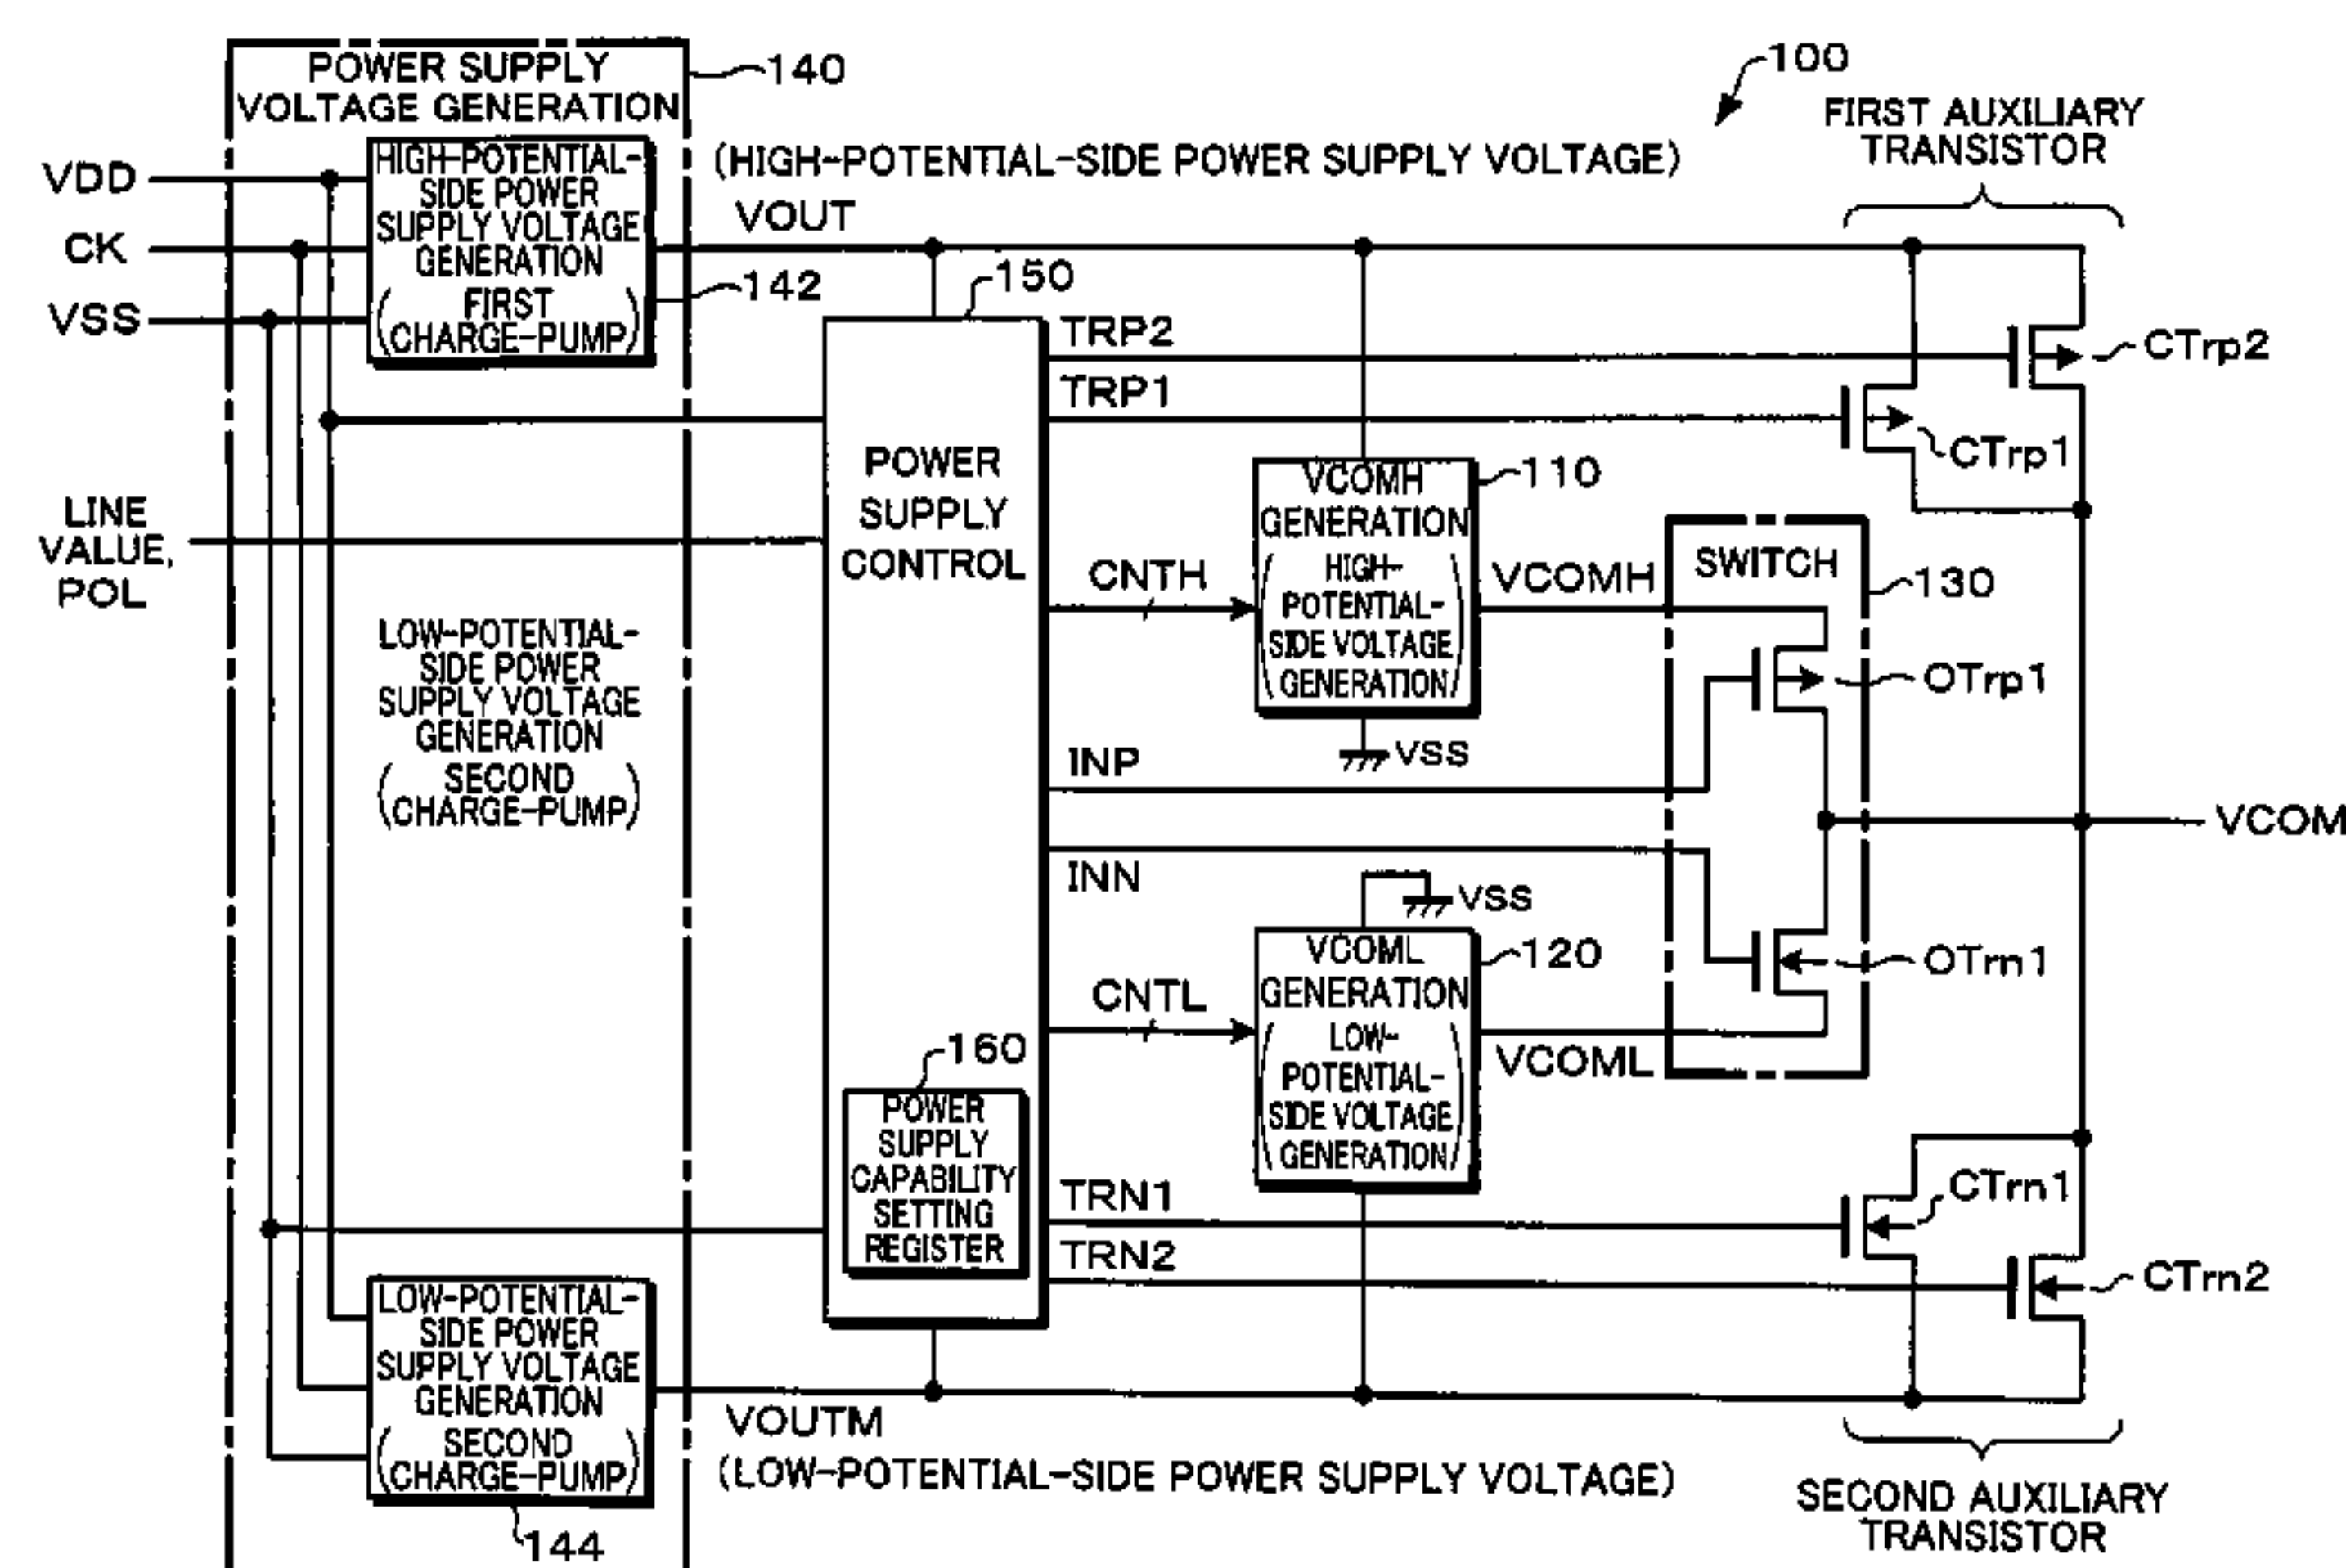 POWER SUPPLY
VOLTAGE GENERATION
140
100
FIRST AUXILIARY
TRANSISTOR
VDD
CK
VSS
HIGH-POTENTIAL-
SIDE POWER
SUPPLY VOLTAGE
GENERATION
(FIRST
CHARGE-PUMP)
142
(HIGH-POTENTIAL-SIDE POWER SUPPLY VOLTAGE)
VOUT
150
TRP2
TRP1
CTrp2
CTrp1
LINE
VALUE,
POL
POWER
SUPPLY
CONTROL
LOW-POTENTIAL-
SIDE POWER
SUPPLY VOLTAGE
GENERATION
(SECOND
CHARGE-PUMP)
CNTH
VCOMH
GENERATION
(HIGH-
POTENTIAL-
SIDE VOLTAGE
GENERATION)
110
VSS
VCOMH
SWITCH
130
OTrp1
INP
INN
VCOM
VSS
CNTL
VCOML
GENERATION
(LOW-
POTENTIAL-
SIDE VOLTAGE
GENERATION)
120
VCOML
OTrn1
160
POWER
SUPPLY
CAPABILITY
SETTING
REGISTER
TRN1
TRN2
CTrn1
CTrn2
LOW-POTENTIAL-
SIDE POWER
SUPPLY VOLTAGE
GENERATION
(SECOND
CHARGE-PUMP)
144
VOUTM
(LOW-POTENTIAL-SIDE POWER SUPPLY VOLTAGE)
SECOND AUXILIARY
TRANSISTOR